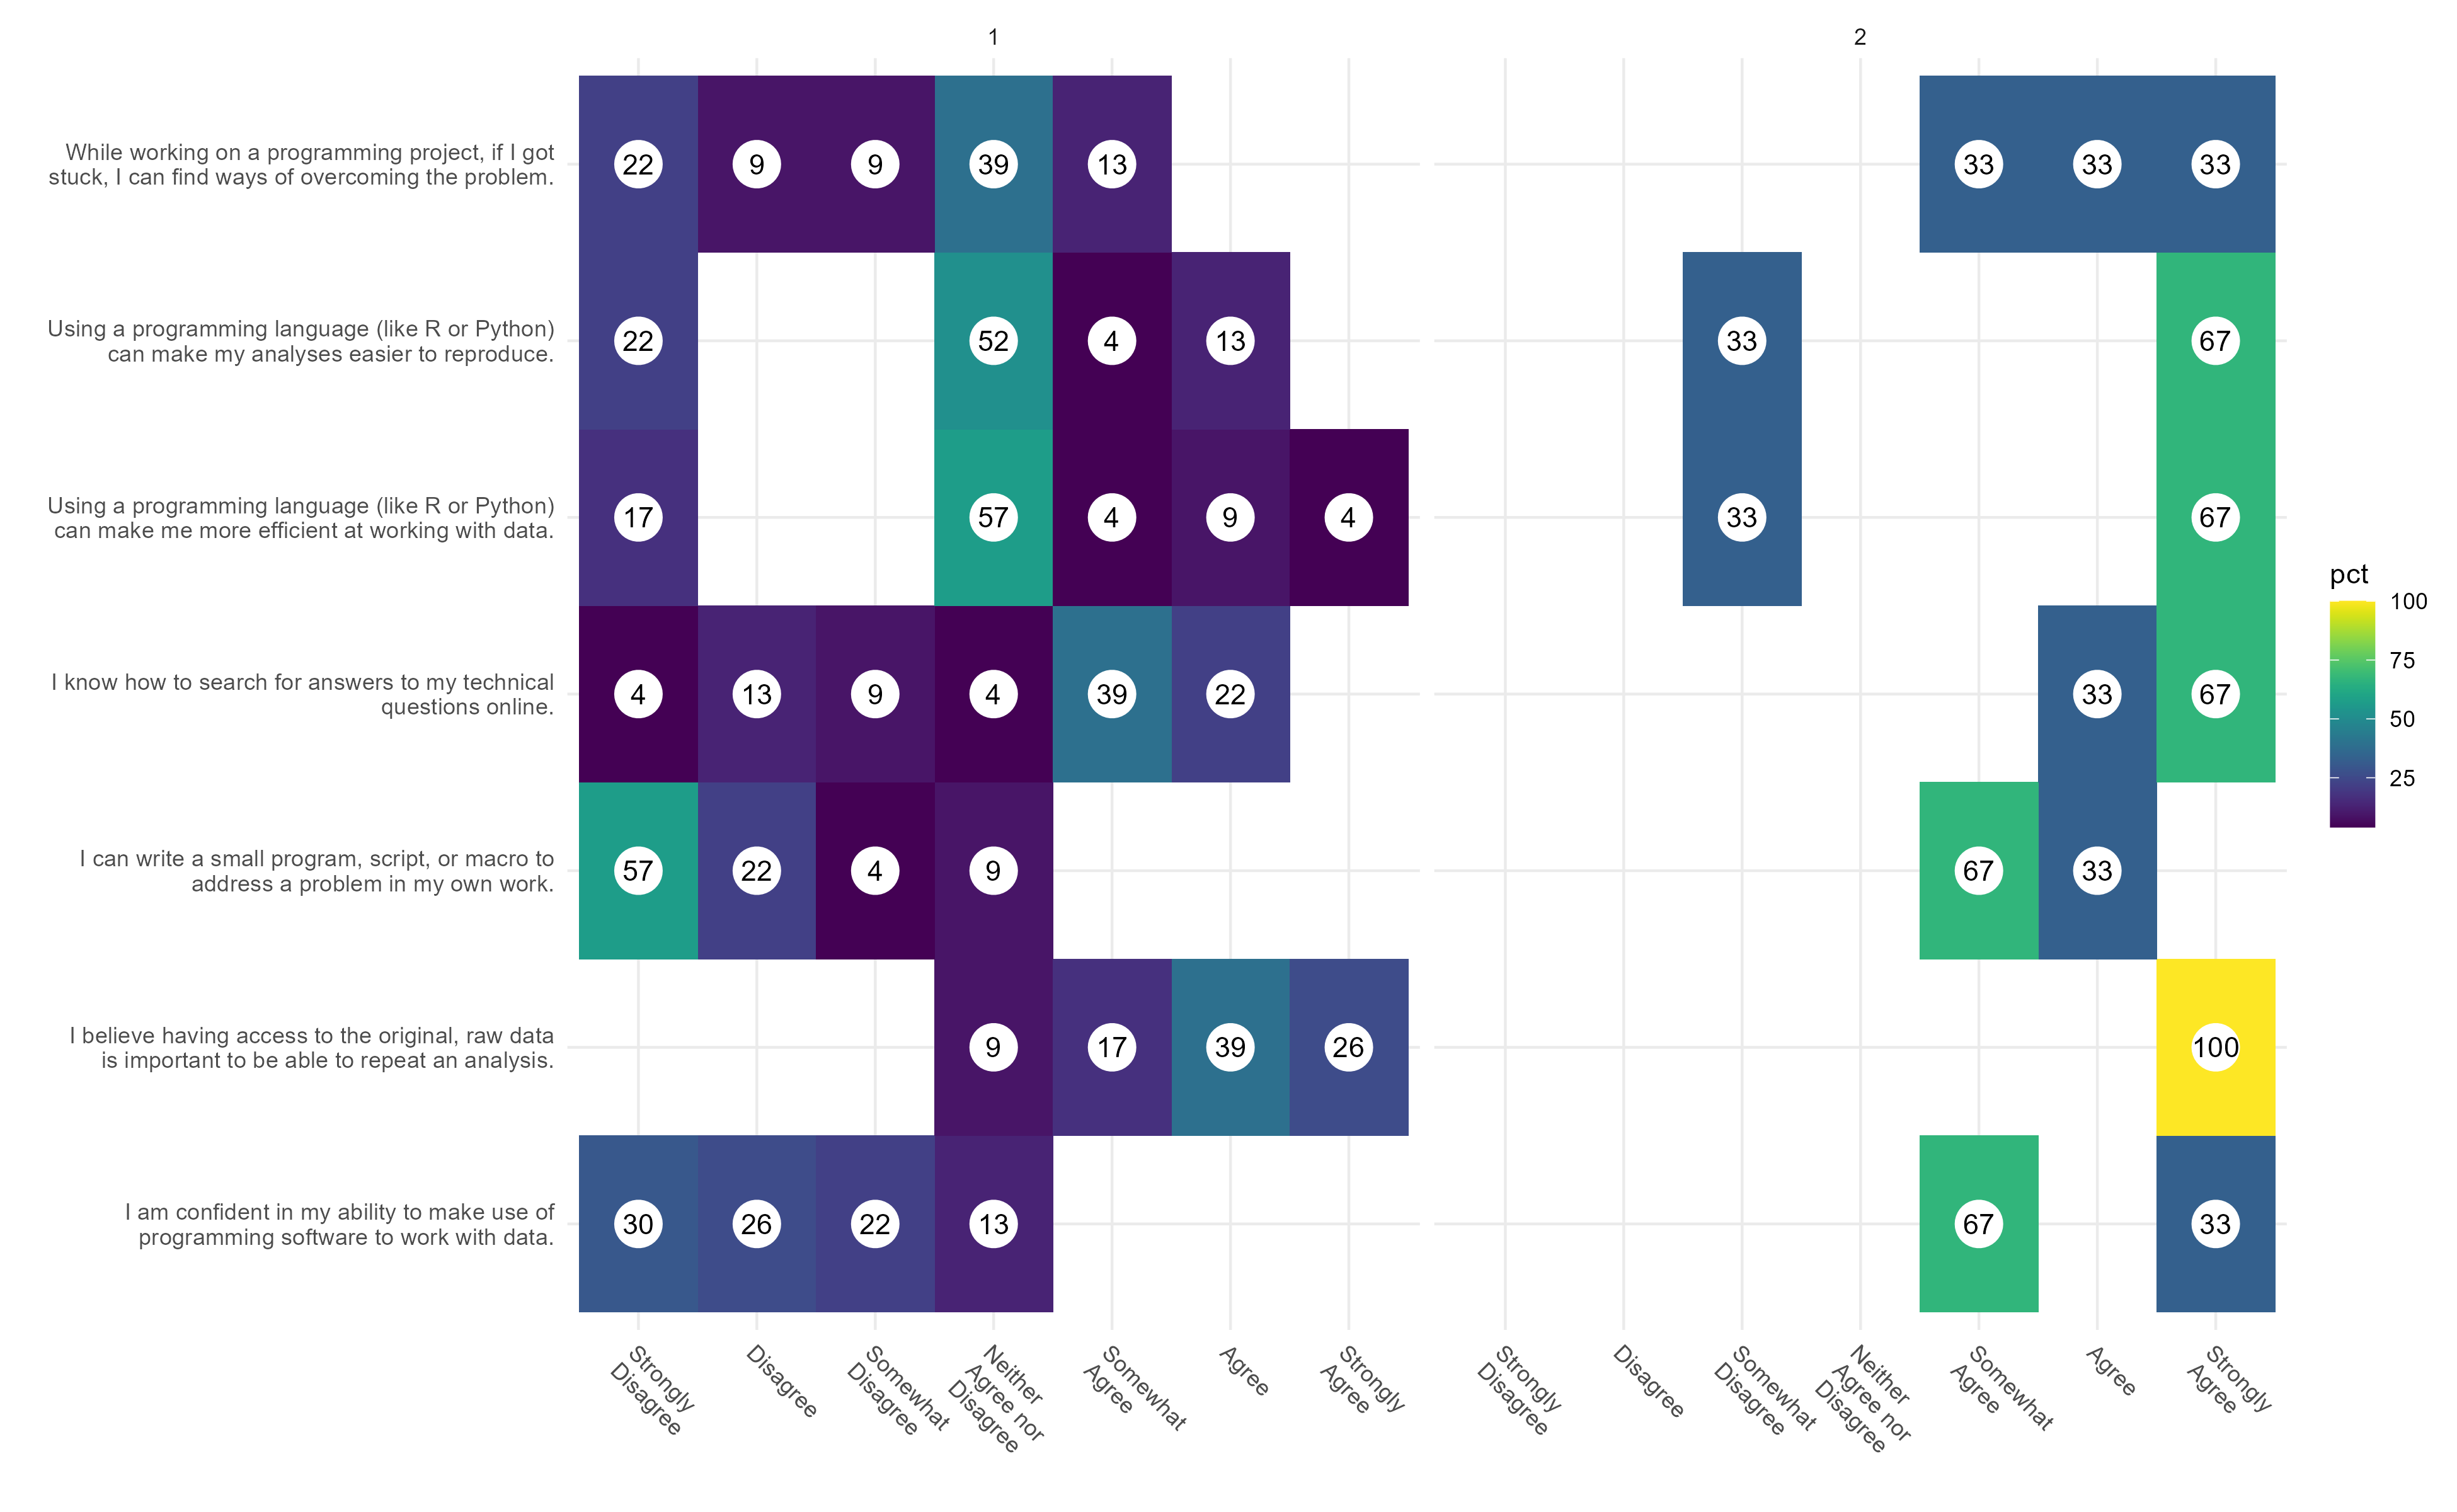 1
2
While working on a programming project, if I got
stuck, I can find ways of overcoming the problem.
22 9 9 39 13 33 33 33
Using a programming language (like R or Python)
can make my analyses easier to reproduce.
22 52 4 13 33 67
Using a programming language (like R or Python)
can make me more efficient at working with data.
17 57 4 9 4 33 67
I know how to search for answers to my technical
questions online.
4 13 9 4 39 22 33 67
I can write a small program, script, or macro to
address a problem in my own work.
57 22 4 9 67 33
I believe having access to the original, raw data
is important to be able to repeat an analysis.
9 17 39 26 100
I am confident in my ability to make use of
programming software to work with data.
30 26 22 13 67 33
Strongly
Disagree
Disagree
Somewhat
Disagree
Neither
Agree nor
Disagree
Somewhat
Agree
Agree
Strongly
Agree
Strongly
Disagree
Disagree
Somewhat
Disagree
Neither
Agree nor
Disagree
Somewhat
Agree
Agree
Strongly
Agree
pct
100
75
50
25